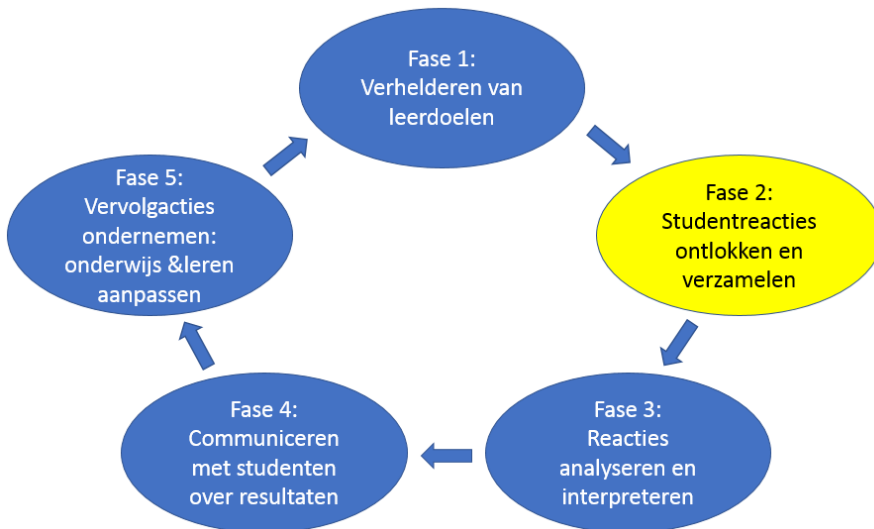 Fase 1:
Verhelderen van
leerdoelen
Fase 2:
Studentreacties
ontlokken en
verzamelen
Fase 3:
Reacties
analyseren en
interpreteren
Fase 4:
Communiceren
met studenten
over resultaten
Fase 5:
Vervolgacties
ondernemen:
onderwijs &leren
aanpassen